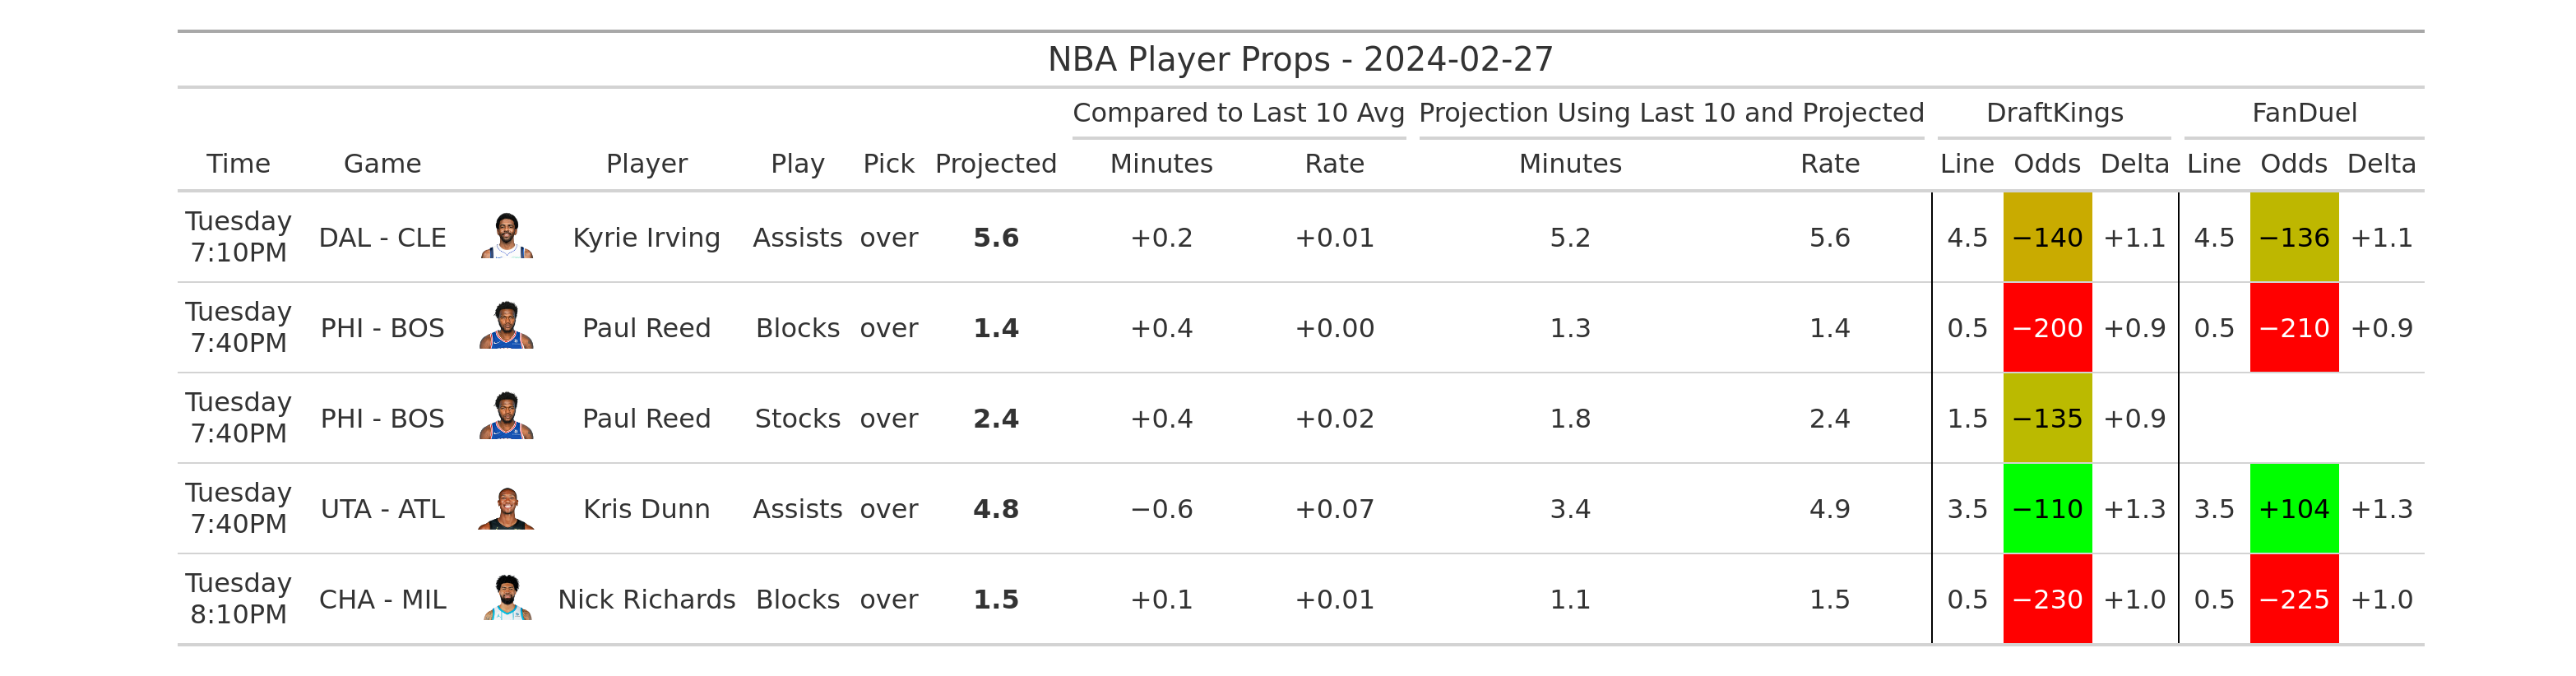 NBA Player Props - 2024-02-27
Compared to Last 10 Avg Projection Using Last 10 and Projected DraftKings FanDuel
Time Game Player Play Pick Projected Minutes Rate Minutes Rate Line Odds Delta Line Odds Delta
Tuesday
7:10PM DAL - CLE Kyrie Irving Assists over 5.6 +0.2 +0.01 5.2 5.6 4.5 −140 +1.1 4.5 −136 +1.1
Tuesday
7:40PM PHI - BOS Paul Reed Blocks over 1.4 +0.4 +0.00 1.3 1.4 0.5 −200 +0.9 0.5 −210 +0.9
Tuesday
7:40PM PHI - BOS Paul Reed Stocks over 2.4 +0.4 +0.02 1.8 2.4 1.5 −135 +0.9
Tuesday
7:40PM UTA - ATL Kris Dunn Assists over 4.8 −0.6 +0.07 3.4 4.9 3.5 −110 +1.3 3.5 +104 +1.3
Tuesday
8:10PM CHA - MIL Nick Richards Blocks over 1.5 +0.1 +0.01 1.1 1.5 0.5 −230 +1.0 0.5 −225 +1.0